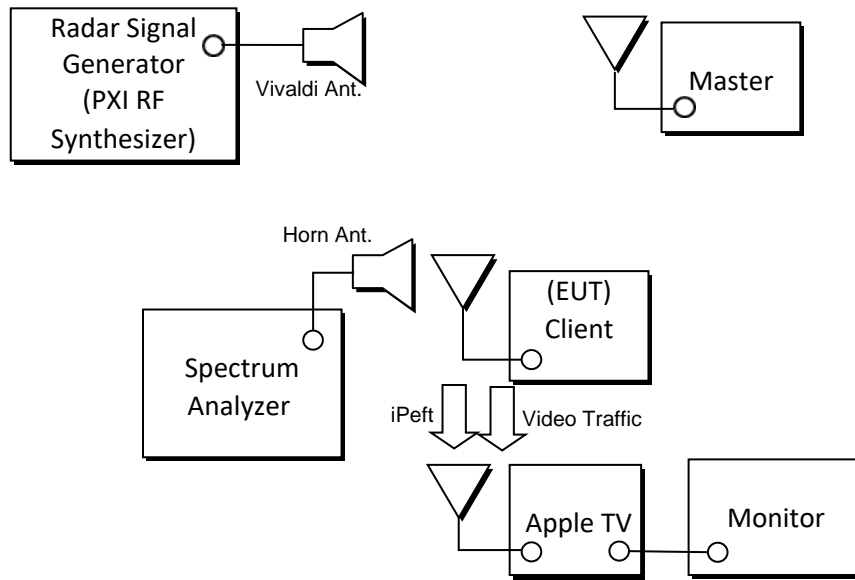 Radar Signal
Generator
(PXI RF
Synthesizer)
Vivaldi Ant.
Master
Horn Ant.
(EUT)
Client
Spectrum
Analyzer
iPeft
Video Traffic
Apple TV
Monitor